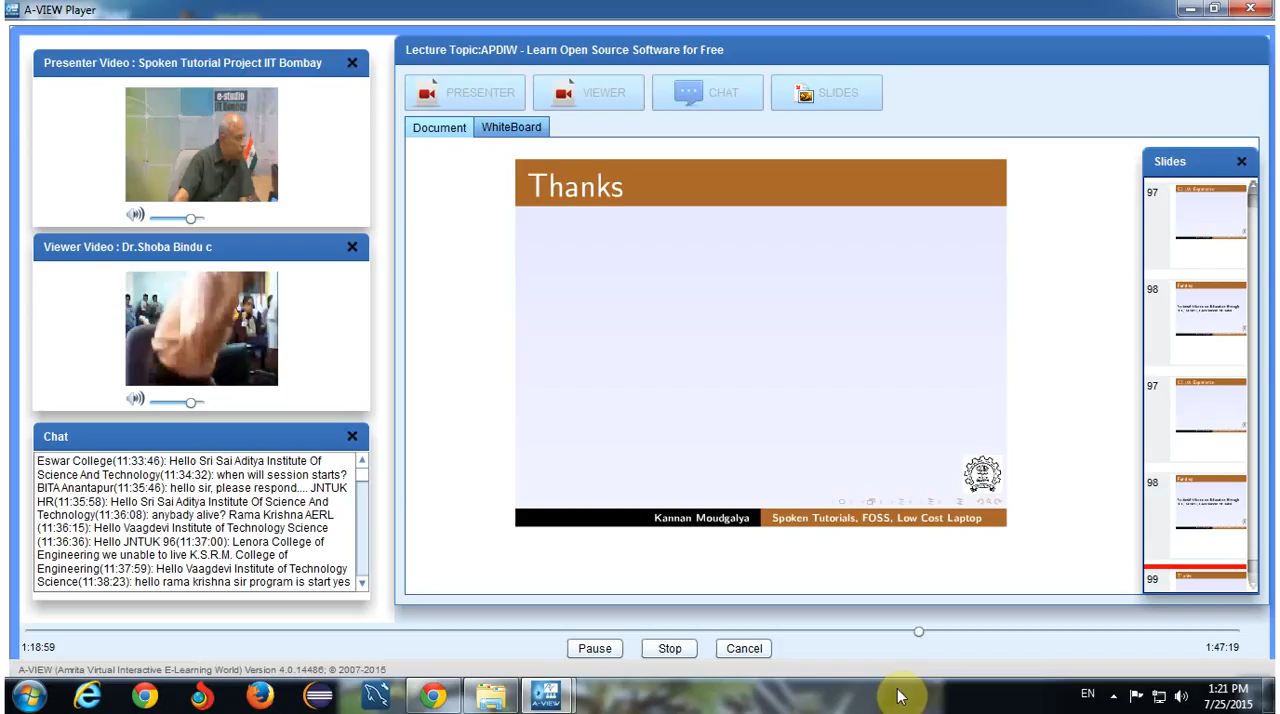 A-VIEW Player
Presenter Video : Spoken Tutorial Project IIT Bombay
e-studio
IIT Bombay
Viewer Video : Dr.Shoba Bindu c
Chat
Eswar College(11:33:46): Hello Sri Sai Aditya Institute Of
Science And Technology(11:34:32): when will session starts?
BITA Anantapur(11:35:46): hello sir, please respond.... JNTUK
HR(11:35:58): Hello Sri Sai Aditya Institute Of Science And
Technology(11:36:08): anybady alive? Rama Krishna AERL
(11:36:15): Hello Vaagdevi Institute of Technology Science
(11:36:36): Hello JNTUK 96(11:37:00): Lenora College of
Engineering we unable to live K.S.R.M. College of
Engineering(11:37:59): Hello Vaagdevi Institute of Technology
Science(11:38:23): hello rama krishna sir program is start yes
Lecture Topic:APDIW - Learn Open Source Software for Free
PRESENTER
VIEWER
CHAT
SLIDES
Document
WhiteBoard
Thanks
Kannan Moudgalya
Spoken Tutorials, FOSS, Low Cost Laptop
Slides
97
98
97
98
99
Thanks
1:18:59
Pause
Stop
Cancel
1:47:19
A-VIEW (Amrita Virtual Interactive E-Learning World) Version 4.0.14486; © 2007-2015
A-VIEW
EN
1:21 PM
7/25/2015